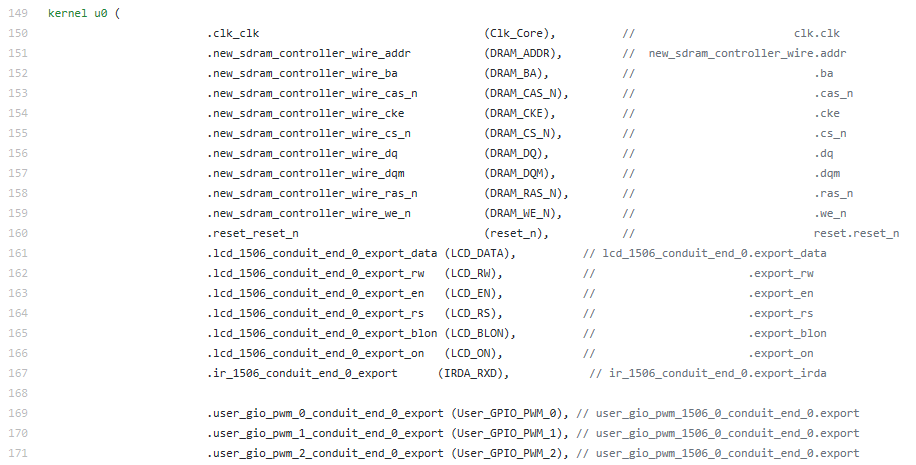 149 kernel u0 (
150 .clk_clk (Clk_Core), // clk.clk
151 .new_sdram_controller_wire_addr (DRAM_ADDR), // new_sdram_controller_wire.addr
152 .new_sdram_controller_wire_ba (DRAM_BA), // .ba
153 .new_sdram_controller_wire_cas_n (DRAM_CAS_N), // .cas_n
154 .new_sdram_controller_wire_cke (DRAM_CKE), // .cke
155 .new_sdram_controller_wire_cs_n (DRAM_CS_N), // .cs_n
156 .new_sdram_controller_wire_dq (DRAM_DQ), // .dq
157 .new_sdram_controller_wire_dqm (DRAM_DQM), // .dqm
158 .new_sdram_controller_wire_ras_n (DRAM_RAS_N), // .ras_n
159 .new_sdram_controller_wire_we_n (DRAM_WE_N), // .we_n
160 .reset_reset_n (reset_n), // reset.reset_n
161 .lcd_1506_conduit_end_0_export_data (LCD_DATA), // lcd_1506_conduit_end_0.export_data
162 .lcd_1506_conduit_end_0_export_rw (LCD_RW), // .export_rw
163 .lcd_1506_conduit_end_0_export_en (LCD_EN), // .export_en
164 .lcd_1506_conduit_end_0_export_rs (LCD_RS), // .export_rs
165 .lcd_1506_conduit_end_0_export_blon (LCD_BLON), // .export_blon
166 .lcd_1506_conduit_end_0_export_on (LCD_ON), // .export_on
167 .ir_1506_conduit_end_0_export (IRDA_RXD), // ir_1506_conduit_end_0.export_irda
168
169 .user_gio_pwm_0_conduit_end_0_export (User_GPIO_PWM_0), // user_gio_pwm_1506_0_conduit_end_0.export
170 .user_gio_pwm_1_conduit_end_0_export (User_GPIO_PWM_1), // user_gio_pwm_1506_0_conduit_end_0.export
171 .user_gio_pwm_2_conduit_end_0_export (User_GPIO_PWM_2), // user_gio_pwm_1506_0_conduit_end_0.export